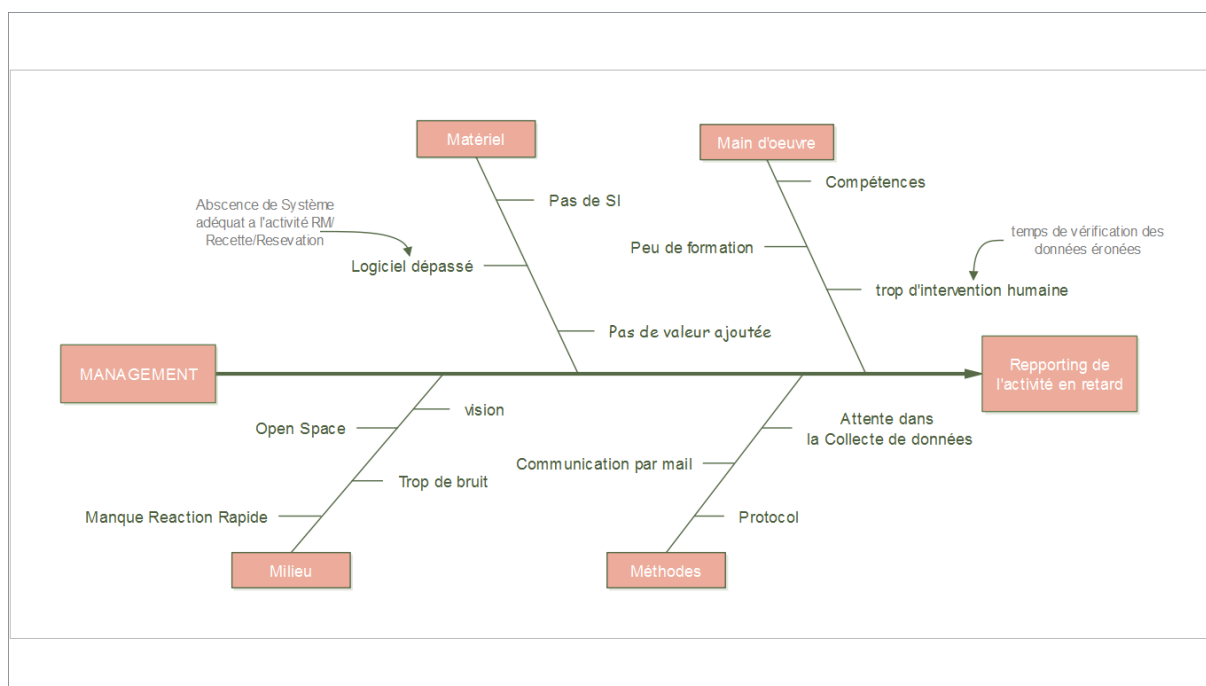 Matériel
Main d'oeuvre
Compétences
Pas de SI
Abscence de Système
adéquat a l'activité RM/
Recette/Resevation
temps de vérification des
données éronées
Peu de formation
Logiciel dépassé
trop d'intervention humaine
Pas de valeur ajoutée
MANAGEMENT
Repporting de
l'activité en retard
vision
Open Space
Attente dans
la Collecte de données
Communication par mail
Trop de bruit
Manque Reaction Rapide
Protocol
Milieu
Méthodes